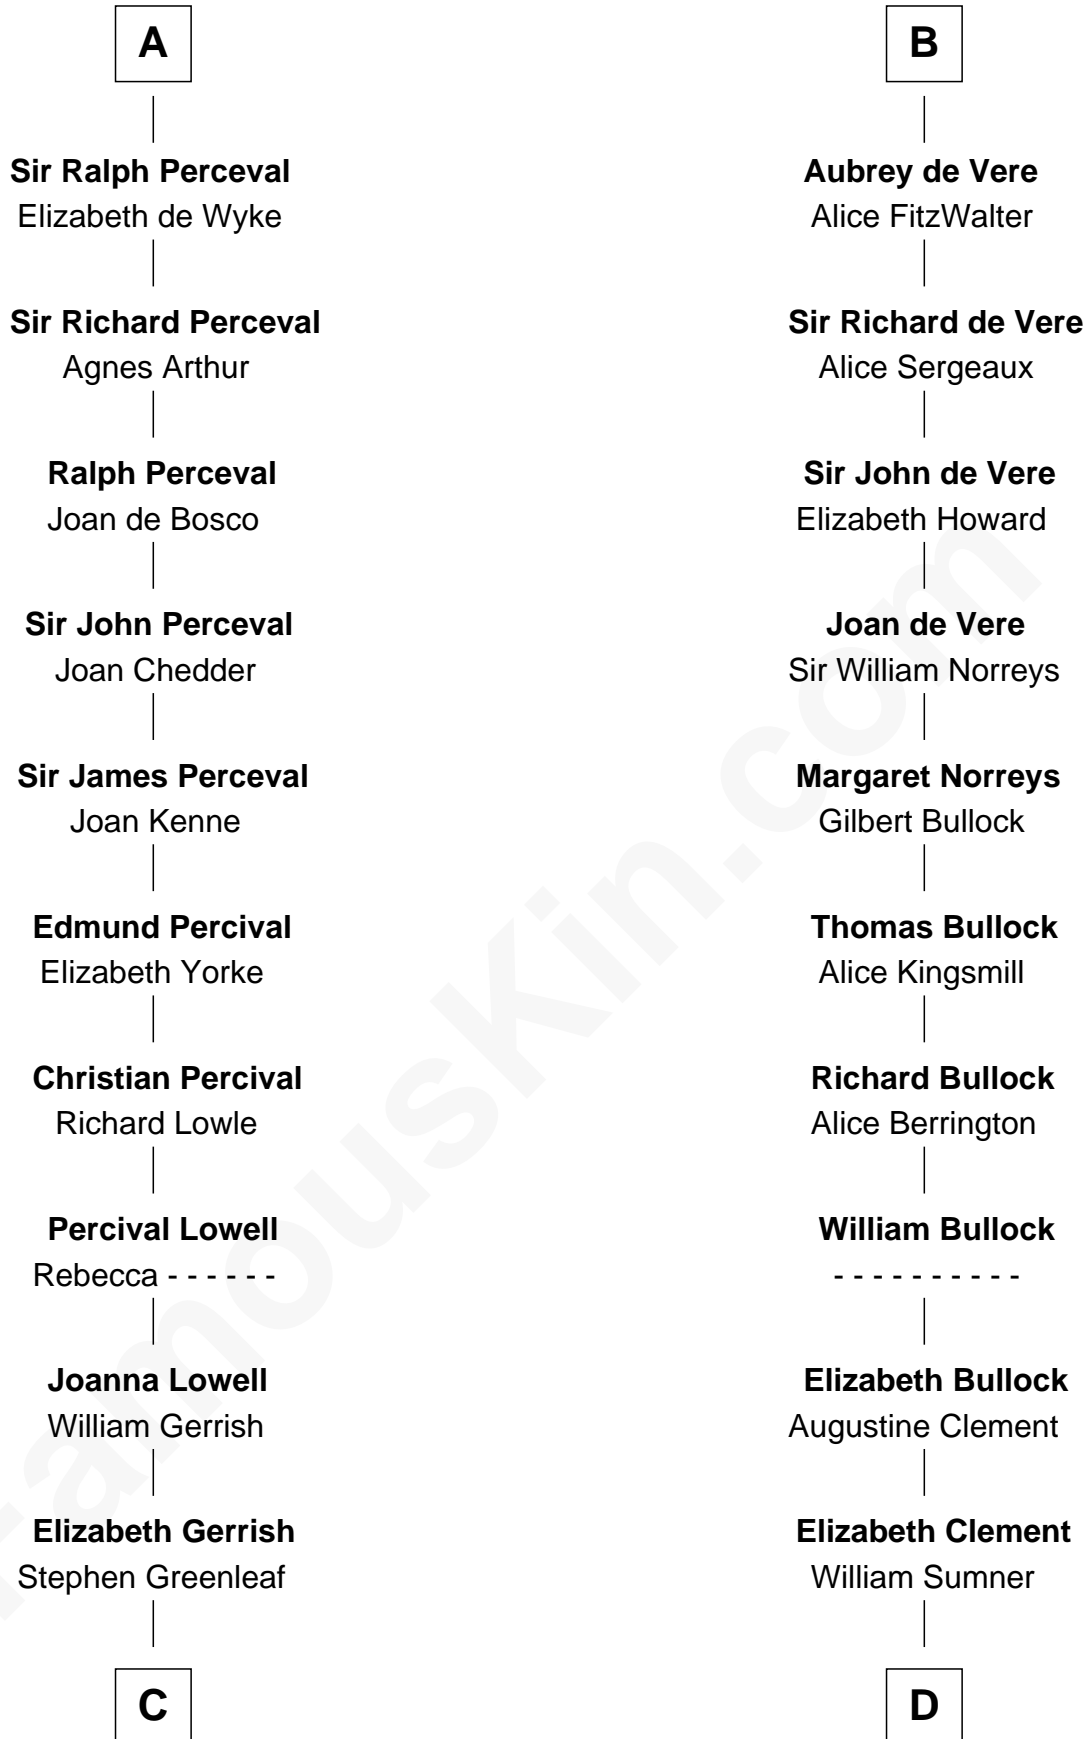 A
Sir Ralph Perceval
Elizabeth de Wyke
Sir Richard Perceval
Agnes Arthur
Ralph Perceval
Joan de Bosco
Sir John Perceval
Joan Chedder
Sir James Perceval
Joan Kenne
Edmund Percival
Elizabeth Yorke
Christian Percival
Richard Lowle
Percival Lowell
Rebecca - - - - - -
Joanna Lowell
William Gerrish
Elizabeth Gerrish
Stephen Greenleaf
C
B
Aubrey de Vere
Alice FitzWalter
Sir Richard de Vere
Alice Sergeaux
Sir John de Vere
Elizabeth Howard
Joan de Vere
Sir William Norreys
Margaret Norreys
Gilbert Bullock
Thomas Bullock
Alice Kingsmill
Richard Bullock
Alice Berrington
William Bullock
- - - - - - - - - -
Elizabeth Bullock
Augustine Clement
Elizabeth Clement
William Sumner
D
FamousKin.com